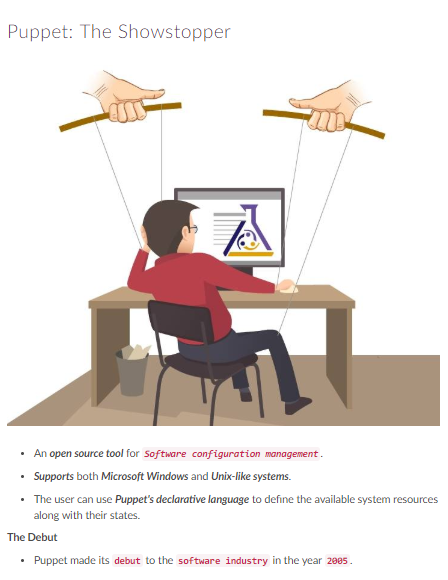 Puppet: The Showstopper
An open source tool for Software configuration management.
Supports both Microsoft Windows and Unix-like systems.
The user can use Puppet's declarative language to define the available system resources
along with their states.
The Debut
Puppet made its debut to the software industry in the year 2005.